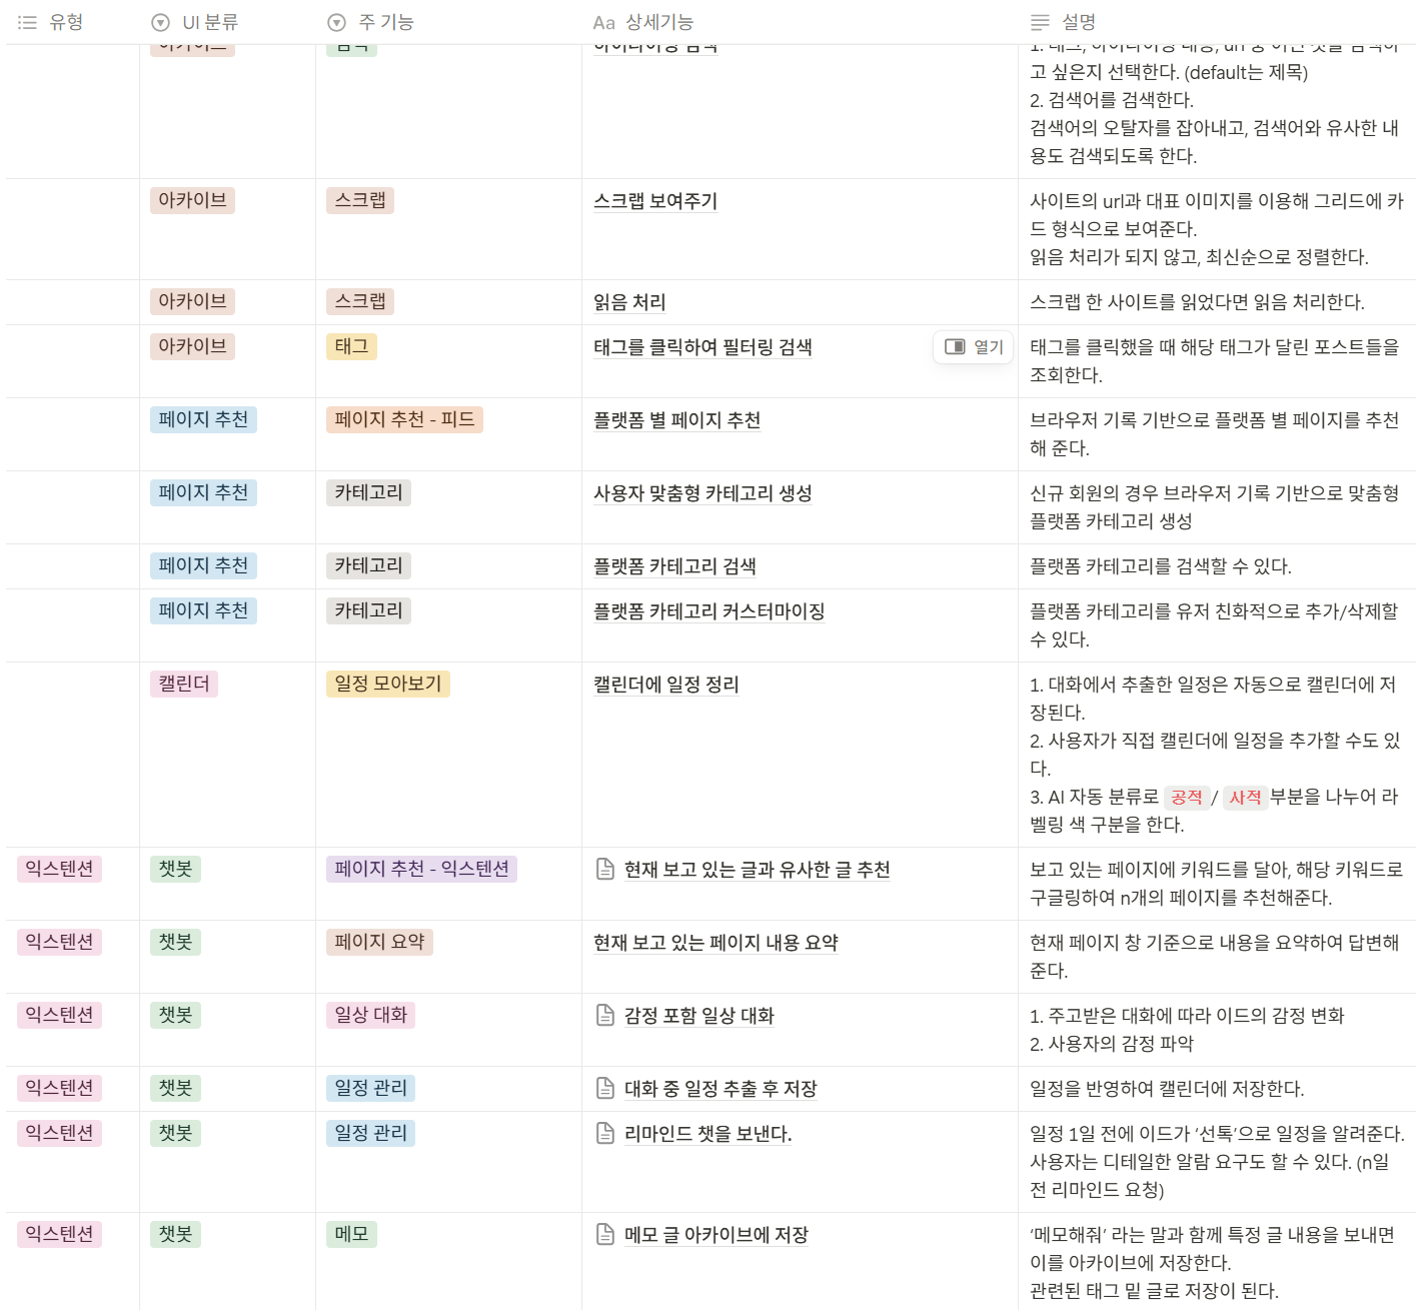 유형 UI 분류 주 기능 Aa 상세기능 설명
아카이브 검색 아이리이징 검색 1. 태그, 아이리이징 내용, url 중 어떤 것을 검색하
고 싶은지 선택한다. (default는 제목)
2. 검색어를 검색한다.
검색어의 오탈자를 잡아내고, 검색어와 유사한 내
용도 검색되도록 한다.
아카이브 스크랩 스크랩 보여주기 사이트의 url과 대표 이미지를 이용해 그리드에 카
드 형식으로 보여준다.
읽음 처리가 되지 않고, 최신순으로 정렬한다.
아카이브 스크랩 읽음 처리 스크랩 한 사이트를 읽었다면 읽음 처리한다.
아카이브 태그 태그를 클릭하여 필터링 검색 열기 태그를 클릭했을 때 해당 태그가 달린 포스트들을
조회한다.
페이지 추천 페이지 추천 - 피드 플랫폼 별 페이지 추천 브라우저 기록 기반으로 플랫폼 별 페이지를 추천
해 준다.
페이지 추천 카테고리 사용자 맞춤형 카테고리 생성 신규 회원의 경우 브라우저 기록 기반으로 맞춤형
플랫폼 카테고리 생성
페이지 추천 카테고리 플랫폼 카테고리 검색 플랫폼 카테고리를 검색할 수 있다.
페이지 추천 카테고리 플랫폼 카테고리 커스터마이징 플랫폼 카테고리를 유저 친화적으로 추가/삭제할
수 있다.
캘린더 일정 모아보기 캘린더에 일정 정리 1. 대화에서 추출한 일정은 자동으로 캘린더에 저
장된다.
2. 사용자가 직접 캘린더에 일정을 추가할 수도 있
다.
3. AI 자동 분류로 공적 / 사적 부분을 나누어 라
벨링 색 구분을 한다.
익스텐션 챗봇 페이지 추천 - 익스텐션 현재 보고 있는 글과 유사한 글 추천 보고 있는 페이지에 키워드를 달아, 해당 키워드로
구글링하여 n개의 페이지를 추천해준다.
익스텐션 챗봇 페이지 요약 현재 보고 있는 페이지 내용 요약 현재 페이지 창 기준으로 내용을 요약하여 답변해
준다.
익스텐션 챗봇 일상 대화 감정 포함 일상 대화 1. 주고받은 대화에 따라 이드의 감정 변화
2. 사용자의 감정 파악
익스텐션 챗봇 일정 관리 대화 중 일정 추출 후 저장 일정을 반영하여 캘린더에 저장한다.
익스텐션 챗봇 일정 관리 리마인드 챗을 보낸다. 일정 1일 전에 이드가 ‘선톡’으로 일정을 알려준다.
사용자는 디테일한 알람 요구도 할 수 있다. (n일
전 리마인드 요청)
익스텐션 챗봇 메모 메모 글 아카이브에 저장 ‘메모해줘’ 라는 말과 함께 특정 글 내용을 보내면
이를 아카이브에 저장한다.
관련된 태그 밑 글로 저장이 된다.